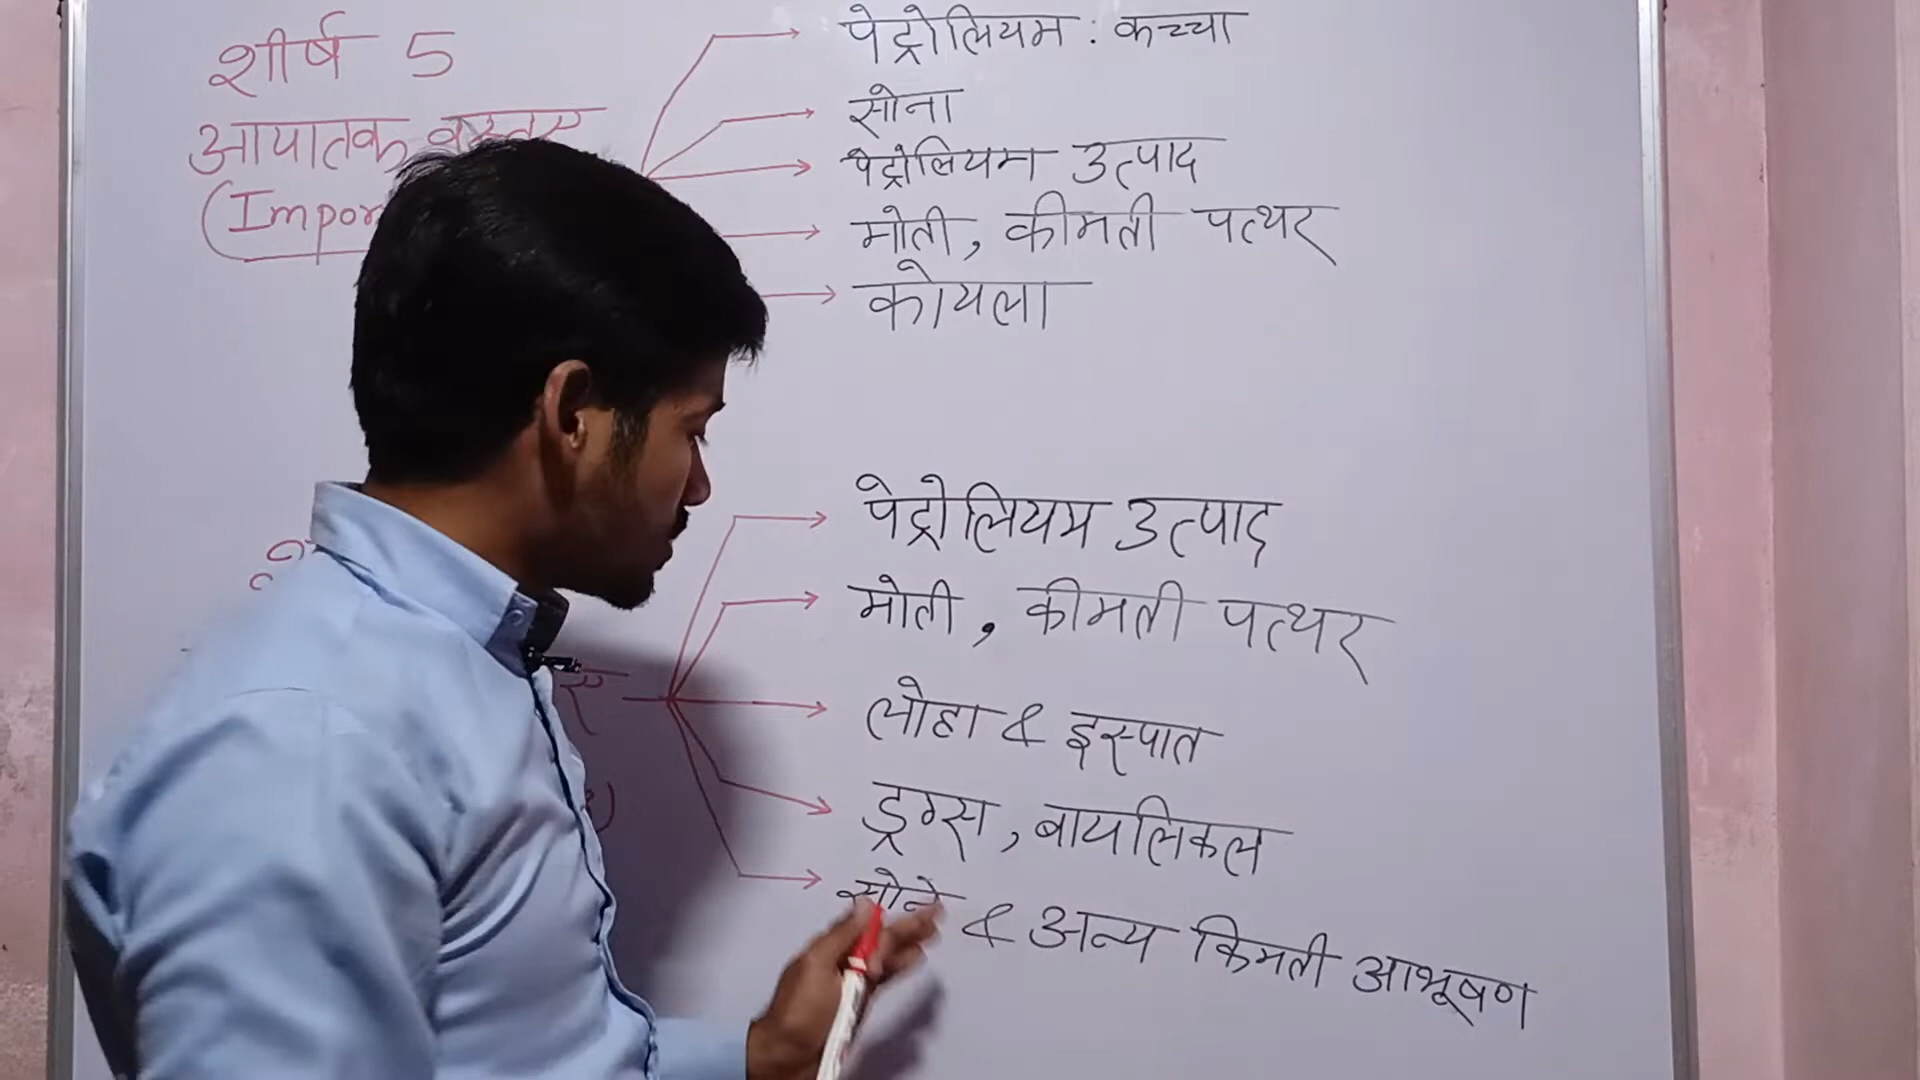 शीर्ष 5
आयातक वस्तुए
(Impor
पेट्रोलियम : कच्चा
सोना
पेट्रोलियम उत्पाद
मोती, कीमती पत्थर
कोयला
पेट्रोलियम उत्पाद
मोती, कीमती पत्थर
लोहा & इस्पात
ड्रग्स, बायलिकल
सोने & अन्य किमती आभूषण